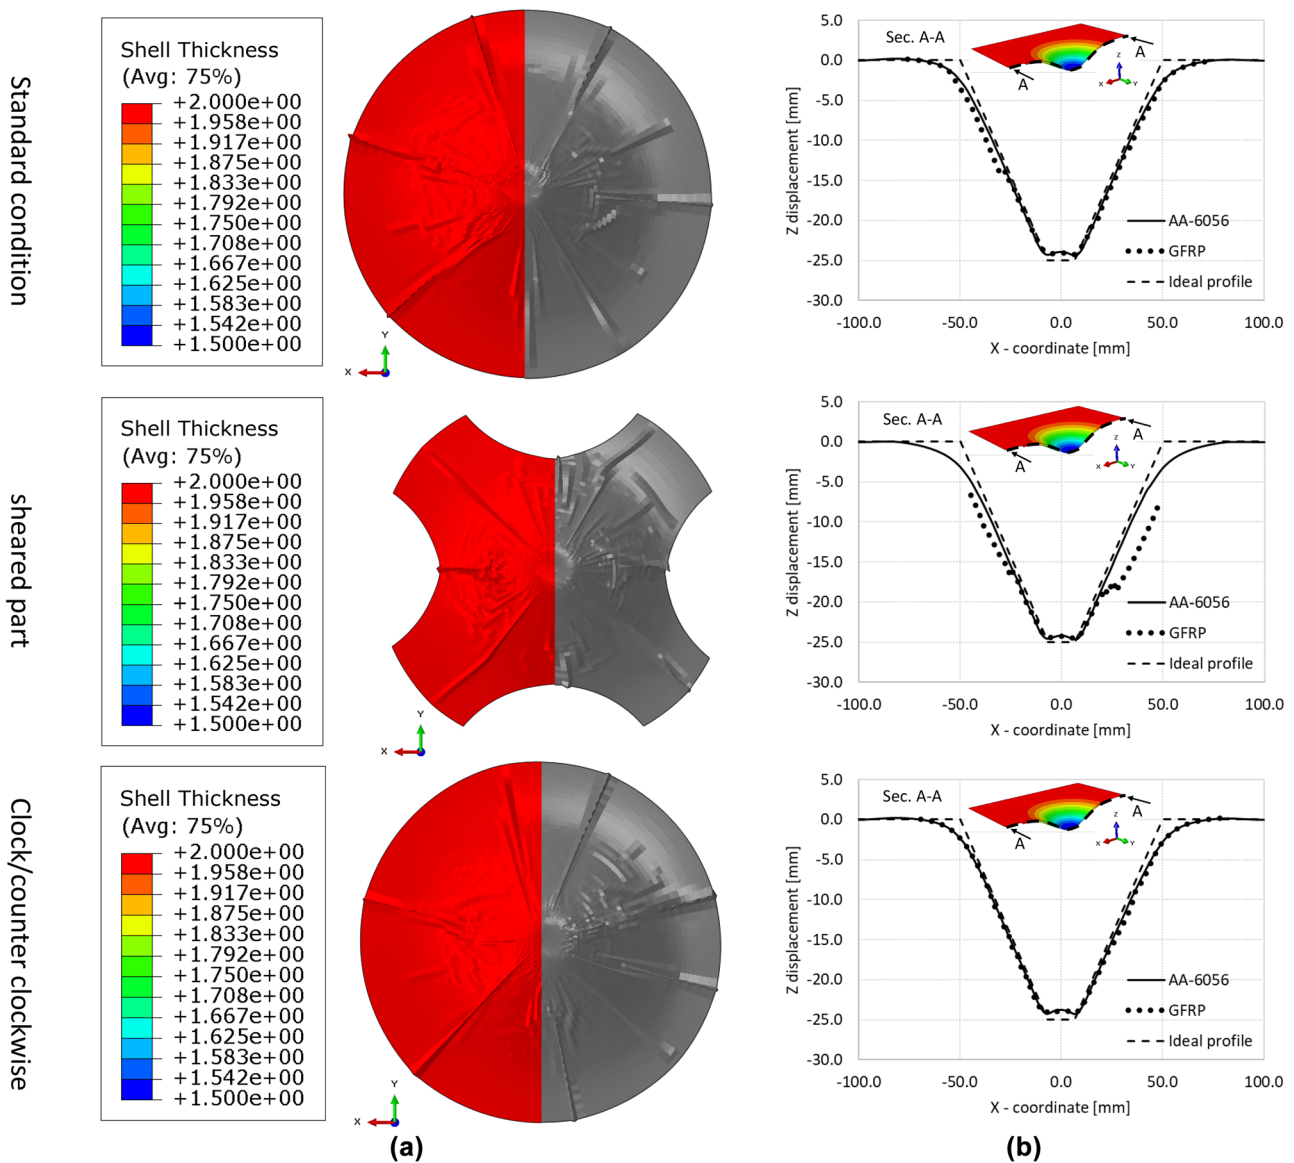 Standard condition
Shell Thickness
(Avg: 75%)
+2.000e+00
+1.958e+00
+1.917e+00
+1.875e+00
+1.833e+00
+1.792e+00
+1.750e+00
+1.708e+00
+1.667e+00
+1.625e+00
+1.583e+00
+1.542e+00
+1.500e+00
Y
X
5.0
0.0
-5.0
-10.0
-15.0
-20.0
-25.0
-30.0
Z displacement [mm]
Sec. A-A
A
A
Z
X
Y
AA-6056
GFRP
Ideal profile
-100.0 -50.0 0.0 50.0 100.0
X - coordinate [mm]
sheared part
Shell Thickness
(Avg: 75%)
+2.000e+00
+1.958e+00
+1.917e+00
+1.875e+00
+1.833e+00
+1.792e+00
+1.750e+00
+1.708e+00
+1.667e+00
+1.625e+00
+1.583e+00
+1.542e+00
+1.500e+00
Y
X
5.0
0.0
-5.0
-10.0
-15.0
-20.0
-25.0
-30.0
Z displacement [mm]
Sec. A-A
A
A
Z
X
Y
AA-6056
GFRP
Ideal profile
-100.0 -50.0 0.0 50.0 100.0
X - coordinate [mm]
Clock/counter clockwise
Shell Thickness
(Avg: 75%)
+2.000e+00
+1.958e+00
+1.917e+00
+1.875e+00
+1.833e+00
+1.792e+00
+1.750e+00
+1.708e+00
+1.667e+00
+1.625e+00
+1.583e+00
+1.542e+00
+1.500e+00
Y
X
5.0
0.0
-5.0
-10.0
-15.0
-20.0
-25.0
-30.0
Z displacement [mm]
Sec. A-A
A
A
Z
X
Y
AA-6056
GFRP
Ideal profile
-100.0 -50.0 0.0 50.0 100.0
X - coordinate [mm]
(a)
(b)